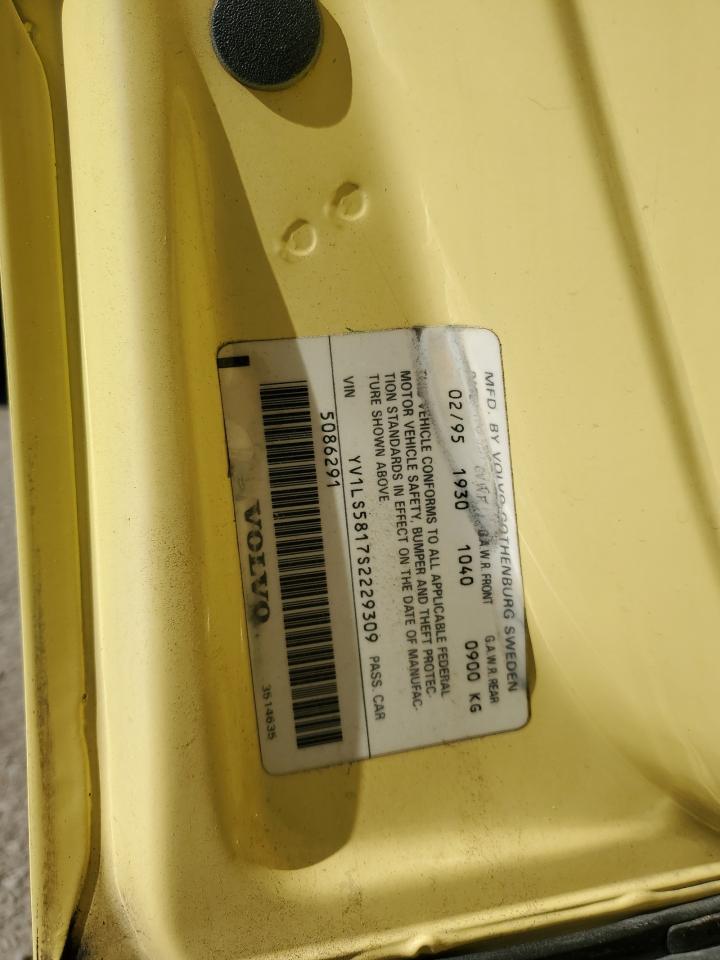 MFD. BY VOLVO GOTHENBURG SWEDEN
G.A.W.R. FRONT G.A.W.R. REAR
02/95 1930 1040 0900 KG
VEHICLE CONFORMS TO ALL APPLICABLE FEDERAL
MOTOR VEHICLE SAFETY, BUMPER AND THEFT PROTEC-
TION STANDARDS IN EFFECT ON THE DATE OF MANUFAC-
TURE SHOWN ABOVE.
VIN YV1LS5817S2229309 PASS. CAR
5086291
VOLVO 3514635